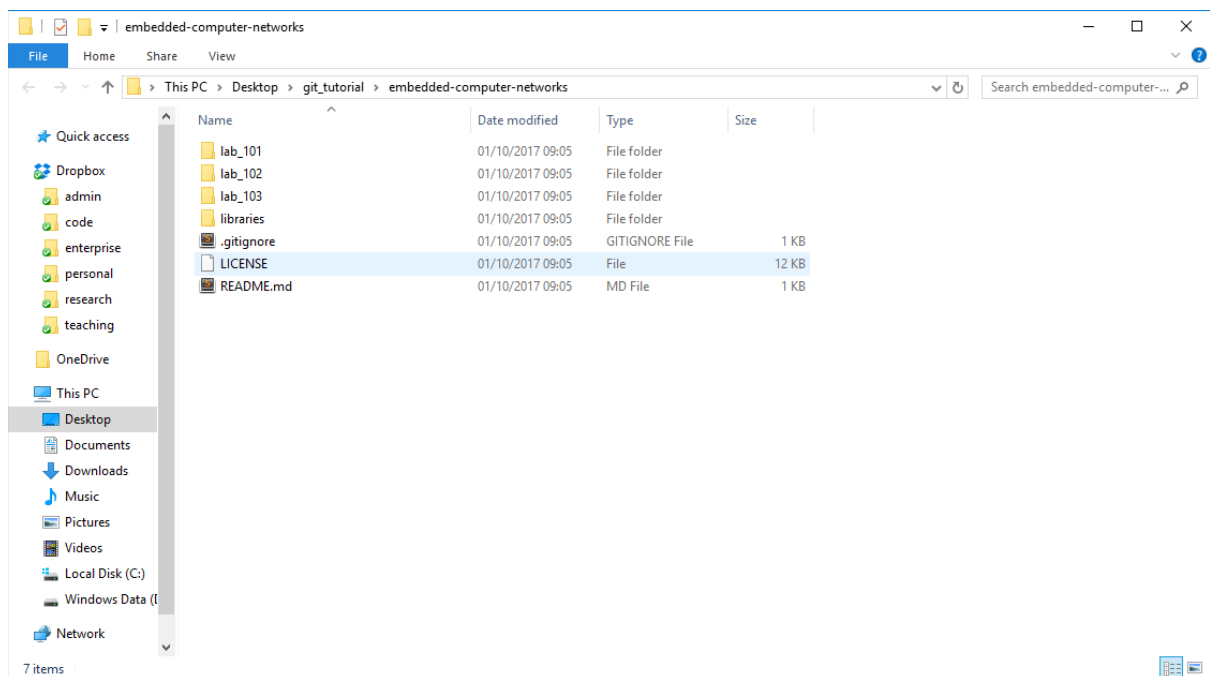 embedded-computer-networks
File Home Share View
This PC > Desktop > git_tutorial > embedded-computer-networks
Search embedded-computer-...
Name Date modified Type Size
Quick access
Dropbox
admin
code
enterprise
personal
research
teaching
OneDrive
This PC
Desktop
Documents
Downloads
Music
Pictures
Videos
Local Disk (C:)
Windows Data (
Network
lab_101 01/10/2017 09:05 File folder
lab_102 01/10/2017 09:05 File folder
lab_103 01/10/2017 09:05 File folder
libraries 01/10/2017 09:05 File folder
.gitignore 01/10/2017 09:05 GITIGNORE File 1 KB
LICENSE 01/10/2017 09:05 File 12 KB
README.md 01/10/2017 09:05 MD File 1 KB
7 items